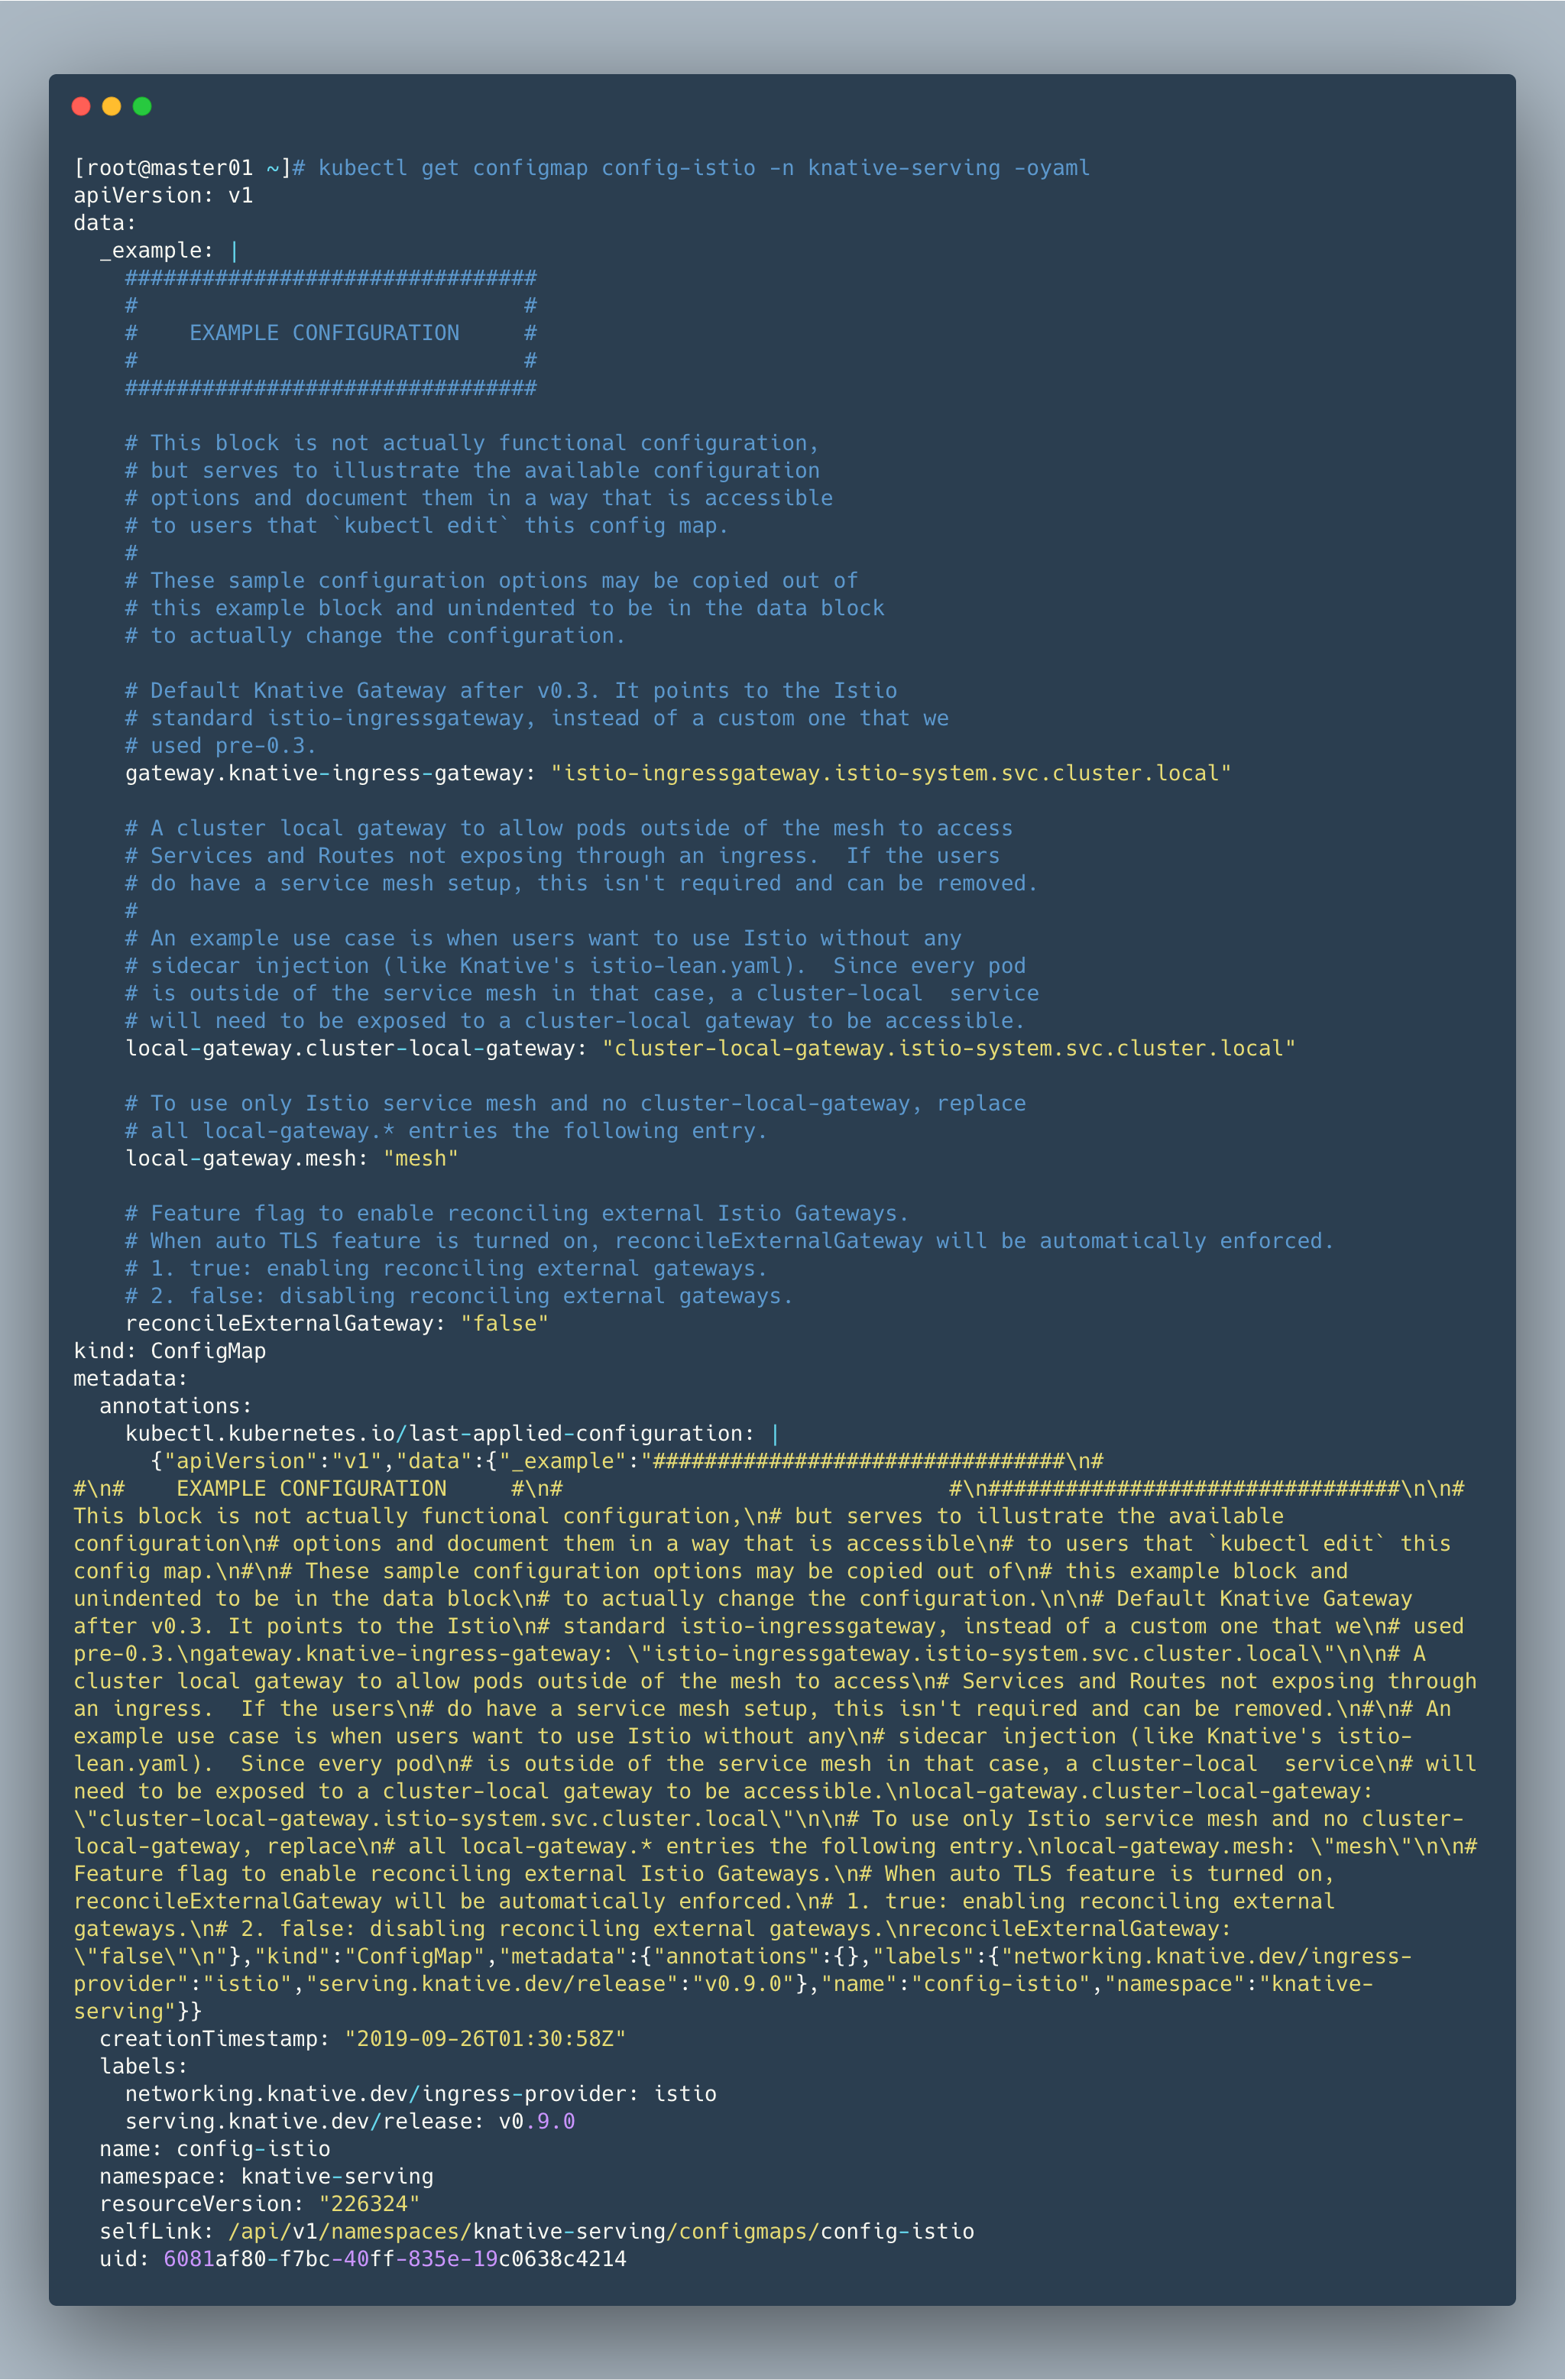 [root@master01 ~]# kubectl get configmap config-istio -n knative-serving -oyaml
apiVersion: v1
data:
  _example: |
    ################################
    #                              #
    #    EXAMPLE CONFIGURATION     #
    #                              #
    ################################

    # This block is not actually functional configuration,
    # but serves to illustrate the available configuration
    # options and document them in a way that is accessible
    # to users that `kubectl edit` this config map.
    #
    # These sample configuration options may be copied out of
    # this example block and unindented to be in the data block
    # to actually change the configuration.

    # Default Knative Gateway after v0.3. It points to the Istio
    # standard istio-ingressgateway, instead of a custom one that we
    # used pre-0.3.
    gateway.knative-ingress-gateway: "istio-ingressgateway.istio-system.svc.cluster.local"

    # A cluster local gateway to allow pods outside of the mesh to access
    # Services and Routes not exposing through an ingress.  If the users
    # do have a service mesh setup, this isn't required and can be removed.
    #
    # An example use case is when users want to use Istio without any
    # sidecar injection (like Knative's istio-lean.yaml).  Since every pod
    # is outside of the service mesh in that case, a cluster-local  service
    # will need to be exposed to a cluster-local gateway to be accessible.
    local-gateway.cluster-local-gateway: "cluster-local-gateway.istio-system.svc.cluster.local"

    # To use only Istio service mesh and no cluster-local-gateway, replace
    # all local-gateway.* entries the following entry.
    local-gateway.mesh: "mesh"

    # Feature flag to enable reconciling external Istio Gateways.
    # When auto TLS feature is turned on, reconcileExternalGateway will be automatically enforced.
    # 1. true: enabling reconciling external gateways.
    # 2. false: disabling reconciling external gateways.
    reconcileExternalGateway: "false"
kind: ConfigMap
metadata:
  annotations:
    kubectl.kubernetes.io/last-applied-configuration: |
      {"apiVersion":"v1","data":{"_example":"################################\n#
#\n#    EXAMPLE CONFIGURATION     #\n#                              #\n################################\n\n#
This block is not actually functional configuration,\n# but serves to illustrate the available
configuration\n# options and document them in a way that is accessible\n# to users that `kubectl edit` this
config map.\n#\n# These sample configuration options may be copied out of\n# this example block and
unindented to be in the data block\n# to actually change the configuration.\n\n# Default Knative Gateway
after v0.3. It points to the Istio\n# standard istio-ingressgateway, instead of a custom one that we\n# used
pre-0.3.\ngateway.knative-ingress-gateway: \"istio-ingressgateway.istio-system.svc.cluster.local\"\n\n# A
cluster local gateway to allow pods outside of the mesh to access\n# Services and Routes not exposing through
an ingress.  If the users\n# do have a service mesh setup, this isn't required and can be removed.\n#\n# An
example use case is when users want to use Istio without any\n# sidecar injection (like Knative's istio-
lean.yaml).  Since every pod\n# is outside of the service mesh in that case, a cluster-local  service\n# will
need to be exposed to a cluster-local gateway to be accessible.\nlocal-gateway.cluster-local-gateway:
\"cluster-local-gateway.istio-system.svc.cluster.local\"\n\n# To use only Istio service mesh and no cluster-
local-gateway, replace\n# all local-gateway.* entries the following entry.\nlocal-gateway.mesh: \"mesh\"\n\n#
Feature flag to enable reconciling external Istio Gateways.\n# When auto TLS feature is turned on,
reconcileExternalGateway will be automatically enforced.\n# 1. true: enabling reconciling external
gateways.\n# 2. false: disabling reconciling external gateways.\nreconcileExternalGateway:
\"false\"\n"},"kind":"ConfigMap","metadata":{"annotations":{},"labels":{"networking.knative.dev/ingress-
provider":"istio","serving.knative.dev/release":"v0.9.0"},"name":"config-istio","namespace":"knative-
serving"}}
  creationTimestamp: "2019-09-26T01:30:58Z"
  labels:
    networking.knative.dev/ingress-provider: istio
    serving.knative.dev/release: v0.9.0
  name: config-istio
  namespace: knative-serving
  resourceVersion: "226324"
  selfLink: /api/v1/namespaces/knative-serving/configmaps/config-istio
  uid: 6081af80-f7bc-40ff-835e-19c0638c4214